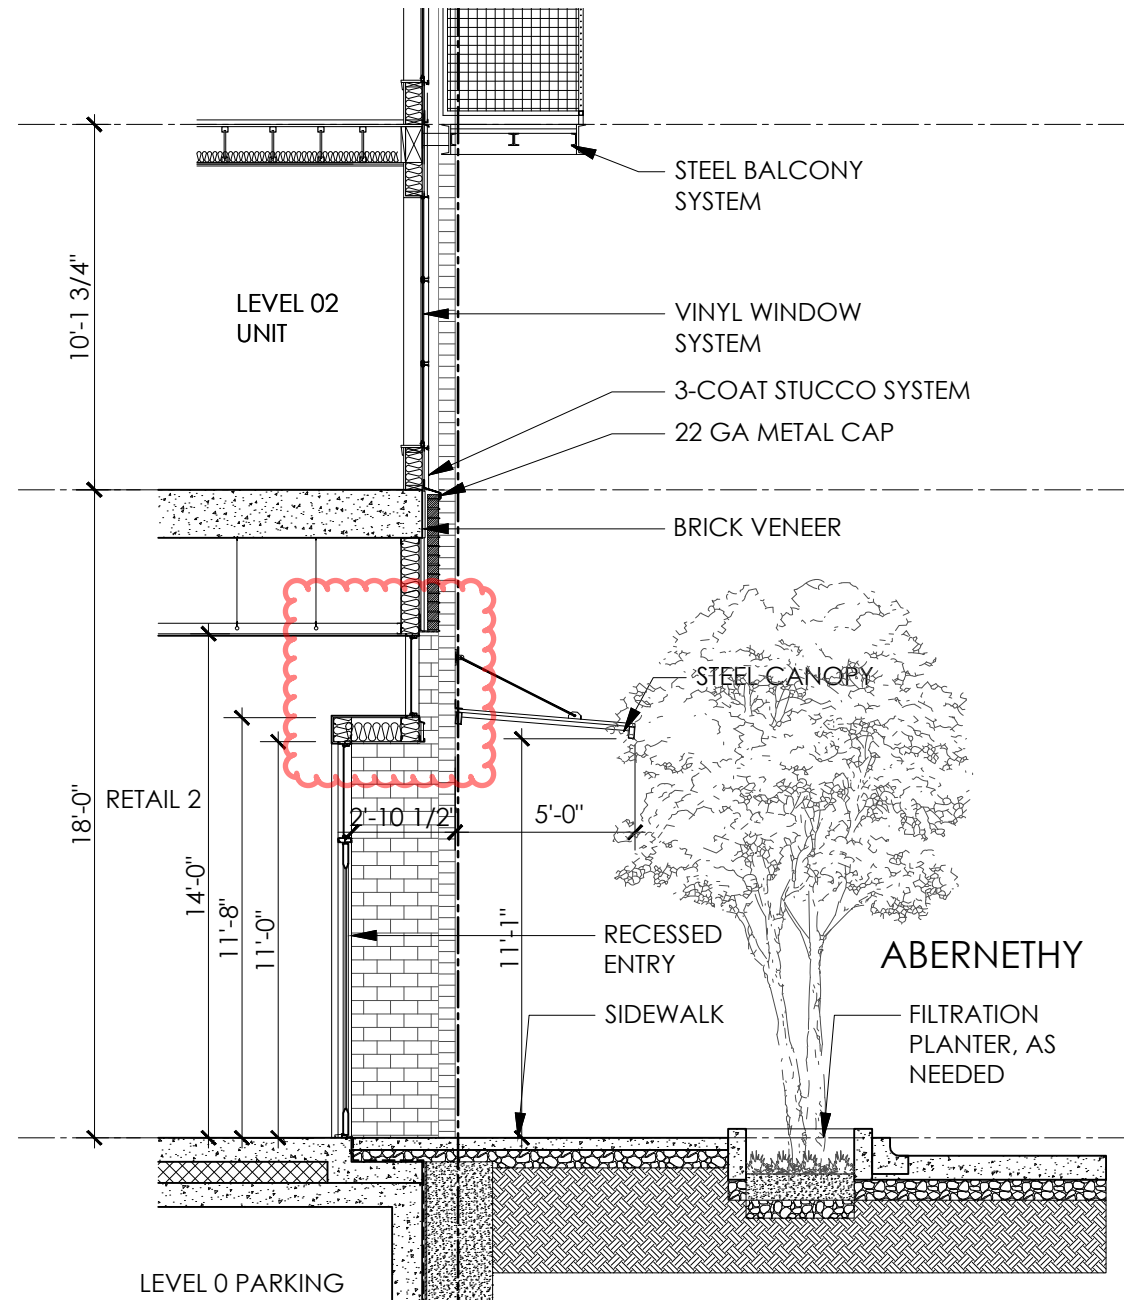 STEEL BALCONY
SYSTEM
10'-1 3/4"
LEVEL 02
UNIT
VINYL WINDOW
SYSTEM
3-COAT STUCCO SYSTEM
22 GA METAL CAP
BRICK VENEER
STEEL CANOPY
18'-0"
RETAIL 2
14'-0"
11'-8"
11'-0"
2'-10 1/2"
5'-0"
11'-1"
RECESSED
ENTRY
ABERNETHY
SIDEWALK
FILTRATION
PLANTER, AS
NEEDED
LEVEL 0 PARKING